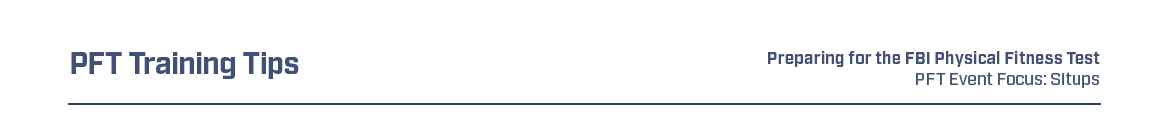 PFT Training Tips
Preparing for the FBI Physical Fitness Test
PFT Event Focus: Situps